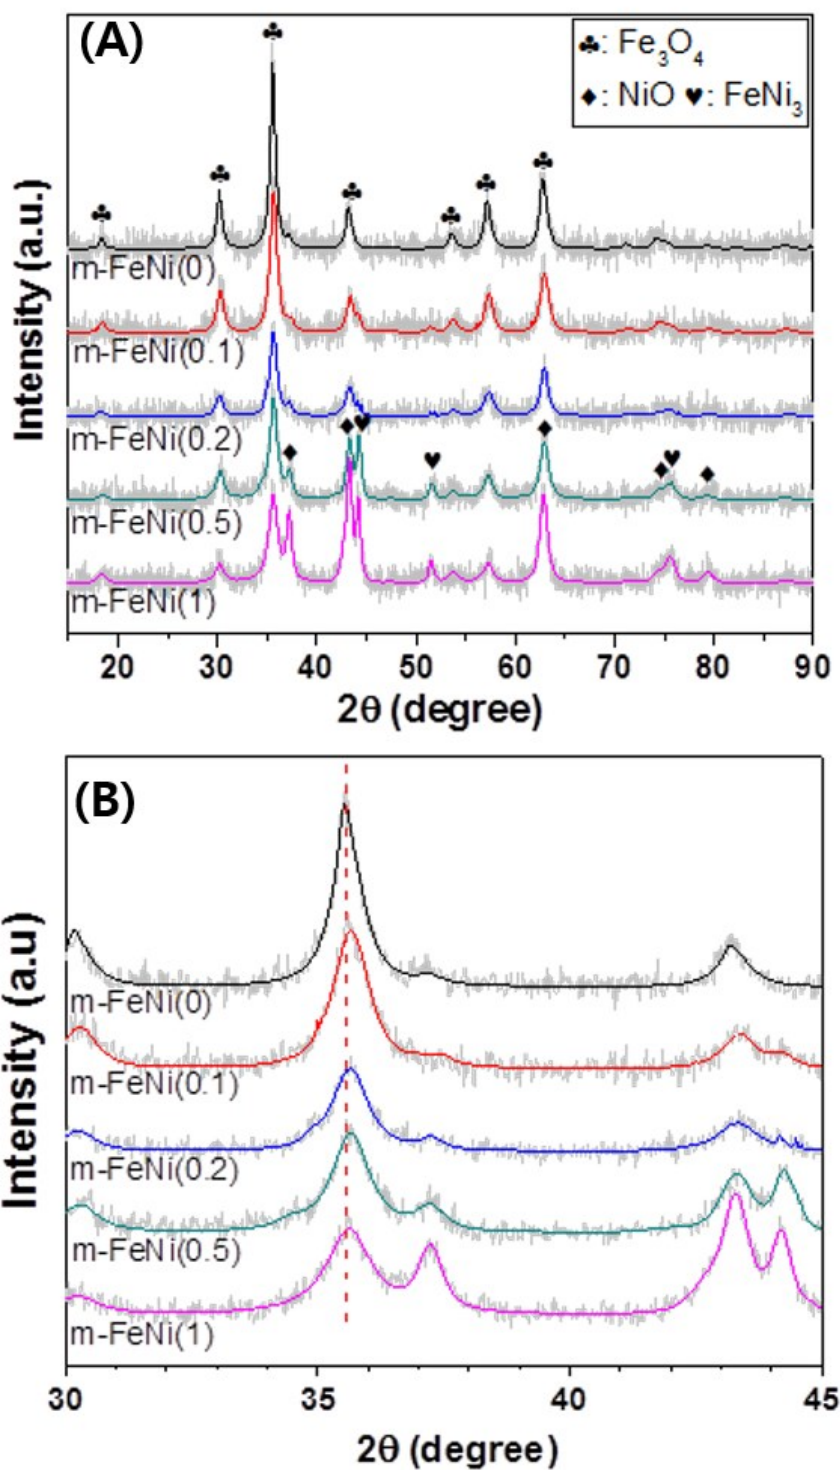 (A)
♣: Fe₃O₄
♦: NiO ♥: FeNi₃
Intensity (a.u.)
m-FeNi(0)
m-FeNi(0.1)
m-FeNi(0.2)
m-FeNi(0.5)
m-FeNi(1)
20 30 40 50 60 70 80 90
2θ (degree)
(B)
Intensity (a.u)
m-FeNi(0)
m-FeNi(0.1)
m-FeNi(0.2)
m-FeNi(0.5)
m-FeNi(1)
30 35 40 45
2θ (degree)